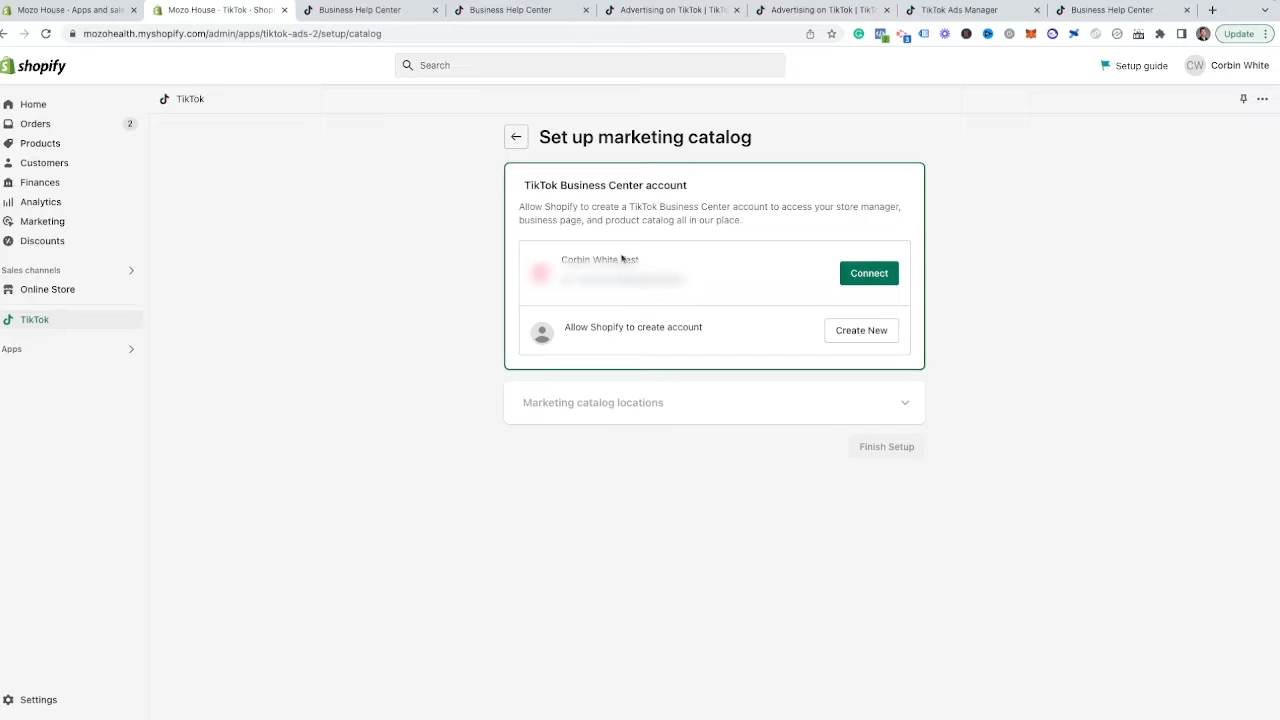 Mozo House · Apps and sale
Mozo House · TikTok · Shopi
Business Help Center
Business Help Center
Advertising on TikTok | TikTo
Advertising on TikTok | TikTo
TikTok Ads Manager
Business Help Center
mozohealth.myshopify.com/admin/apps/tiktok-ads-2/setup/catalog
Update
shopify
Search
Setup guide
CW
Corbin White
Home
Orders
2
Products
Customers
Finances
Analytics
Marketing
Discounts
Sales channels
Online Store
TikTok
Apps
Settings
TikTok
Set up marketing catalog
TikTok Business Center account
Allow Shopify to create a TikTok Business Center account to access your store manager,
business page, and product catalog all in our place.
Corbin White
Connect
Allow Shopify to create account
Create New
Marketing catalog locations
Finish Setup